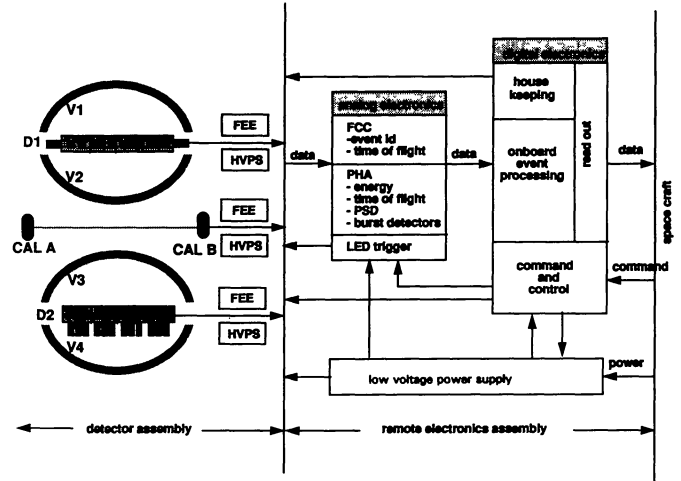 V1
D1
V2
FEE
HVPS
CAL A
CAL B
FEE
HVPS
V3
D2
V4
FEE
HVPS
data
analog electronics
FCC
-event id
- time of flight
PHA
- energy
- time of flight
- PSD
- burst detectors
LED trigger
data
digital electronics
house
keeping
onboard
event
processing
read out
command
and
control
data
command
power
space craft
low voltage power supply
detector assembly
remote electronics assembly